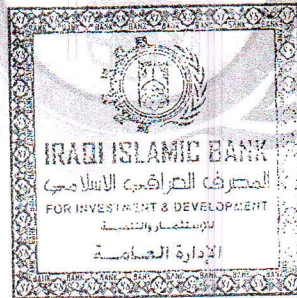 IRAQI ISLAMIC BANK
المصرف العراقي الاسلامي
FOR INVESTMENT & DEVELOPMENT
للإستثمار والتنمية
الإدارة العامة